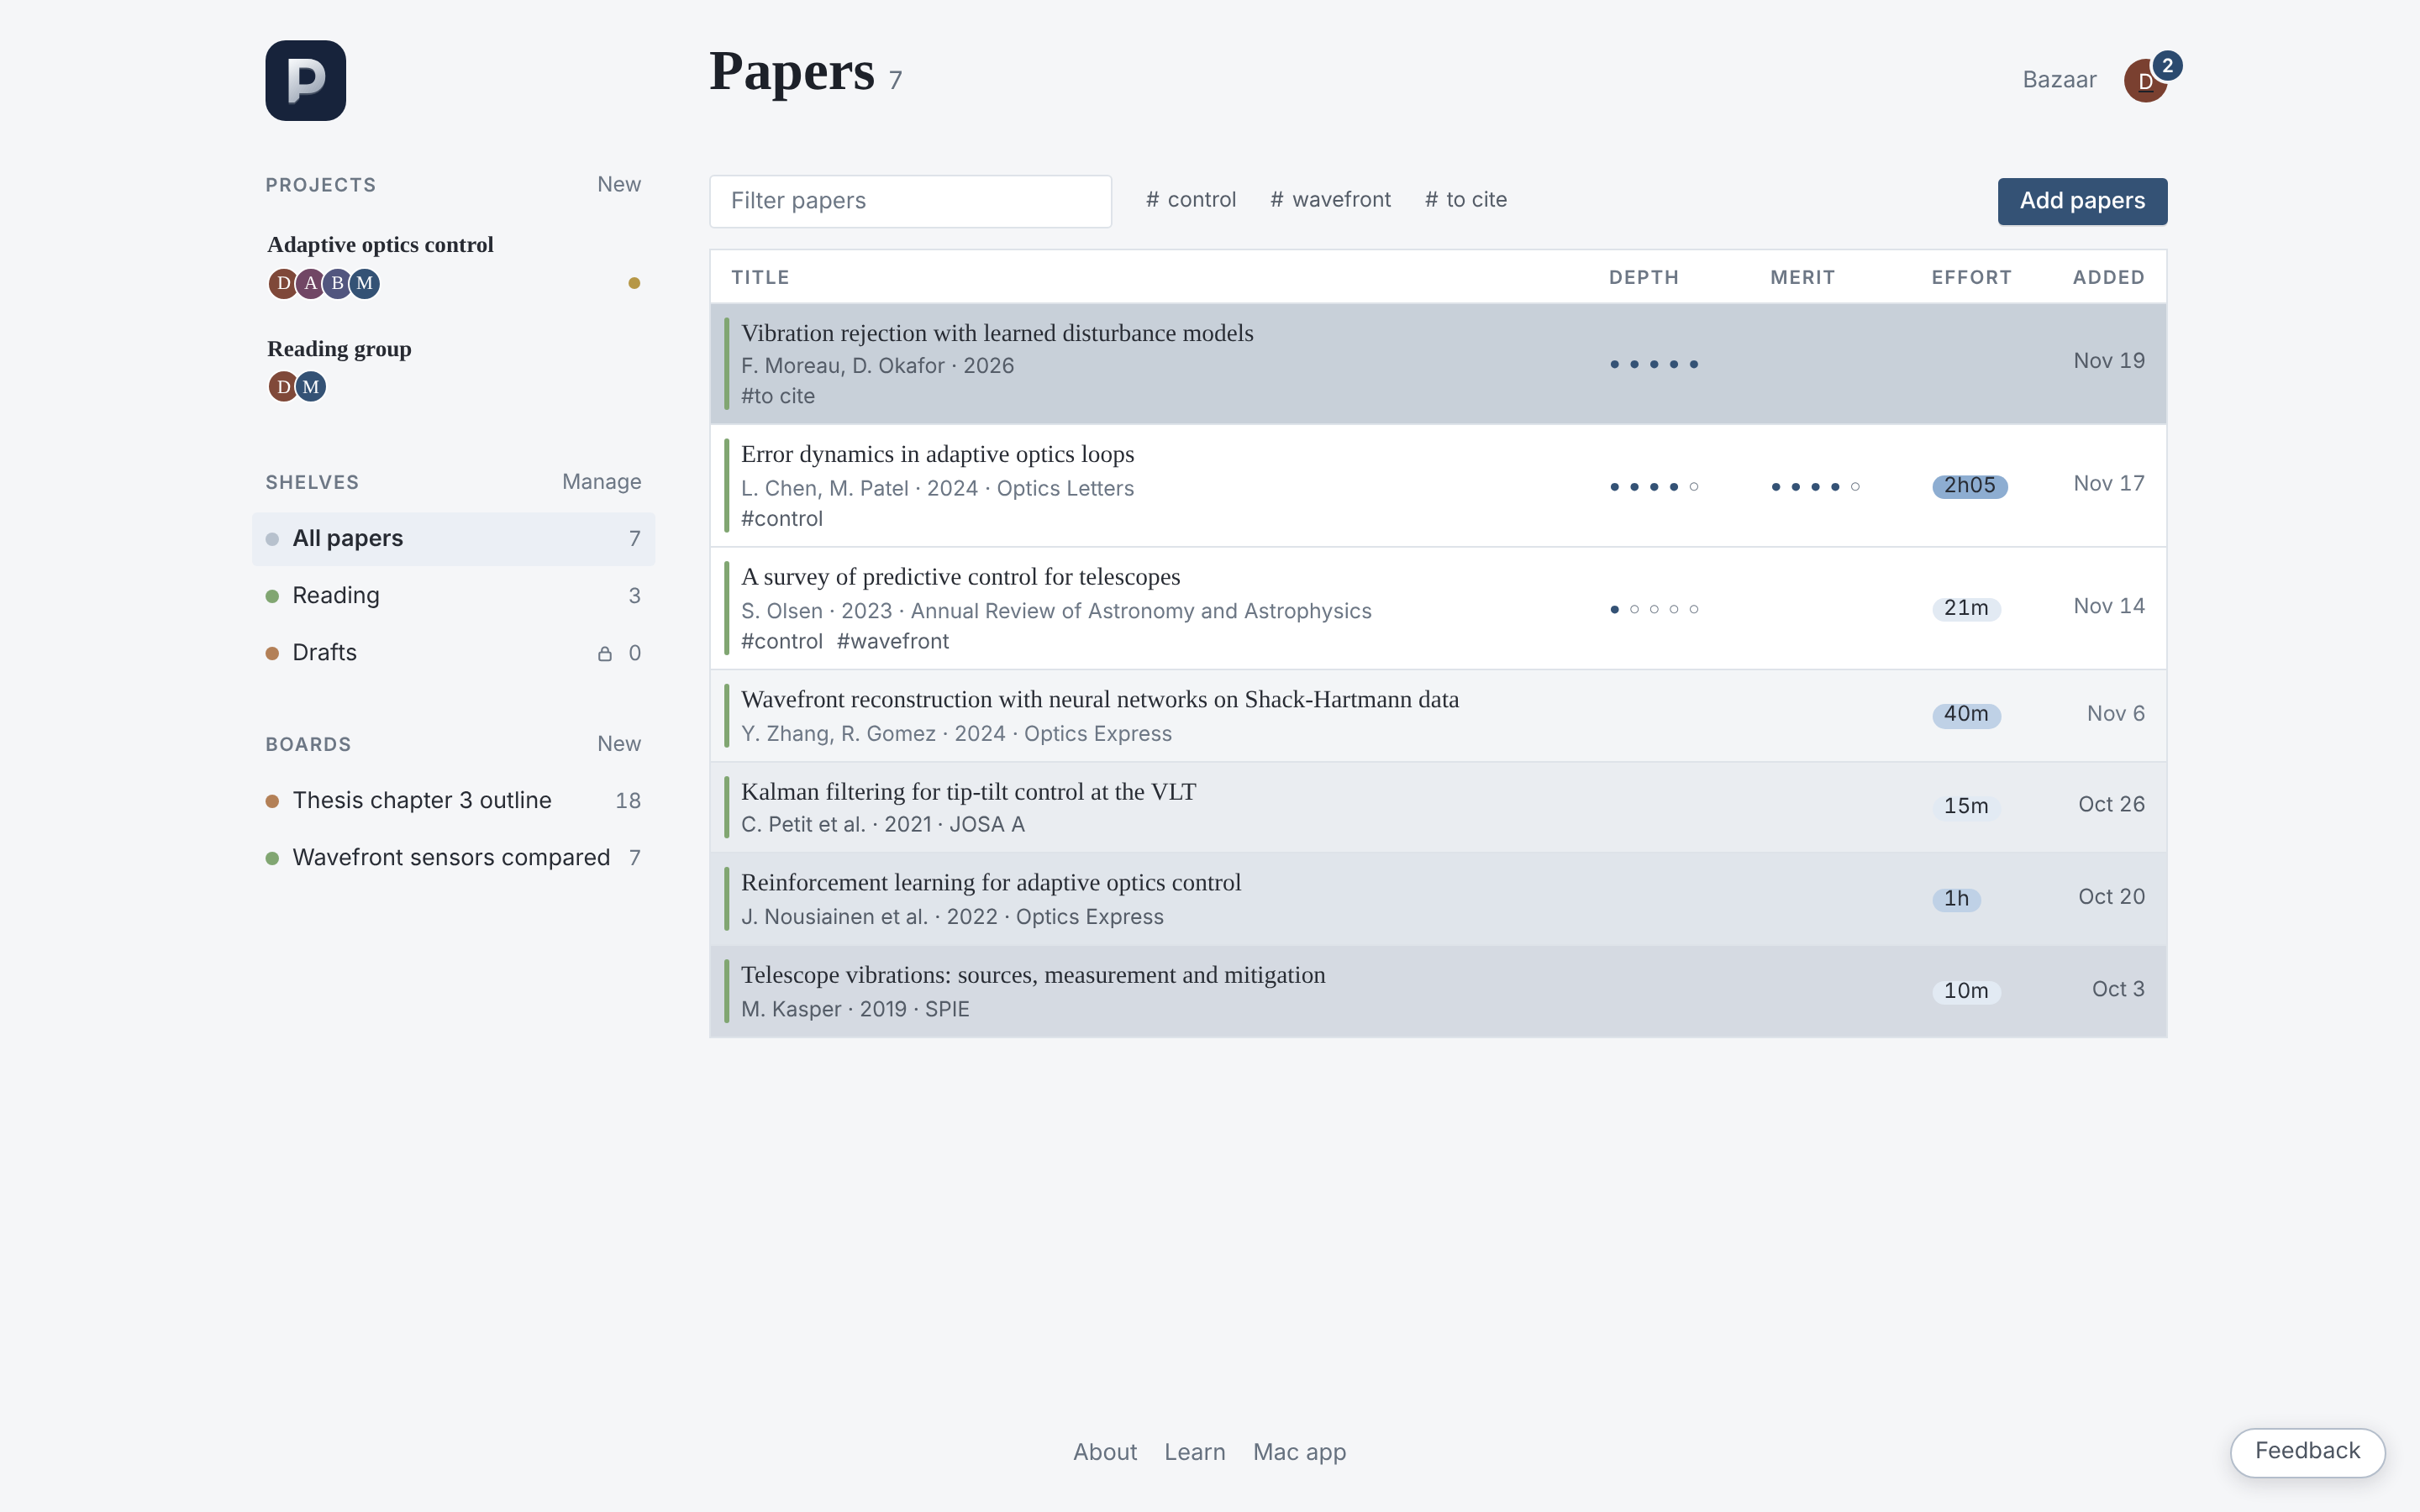 P
Papers 7
Bazaar
D 2
PROJECTS New
Adaptive optics control
D A B M
Reading group
D M
SHELVES Manage
All papers 7
Reading 3
Drafts 0
BOARDS New
Thesis chapter 3 outline 18
Wavefront sensors compared 7
Filter papers # control # wavefront # to cite Add papers
TITLE DEPTH MERIT EFFORT ADDED
Vibration rejection with learned disturbance models
F. Moreau, D. Okafor · 2026 Nov 19
#to cite
Error dynamics in adaptive optics loops
L. Chen, M. Patel · 2024 · Optics Letters 2h05 Nov 17
#control
A survey of predictive control for telescopes
S. Olsen · 2023 · Annual Review of Astronomy and Astrophysics 21m Nov 14
#control #wavefront
Wavefront reconstruction with neural networks on Shack-Hartmann data
Y. Zhang, R. Gomez · 2024 · Optics Express 40m Nov 6
Kalman filtering for tip-tilt control at the VLT
C. Petit et al. · 2021 · JOSA A 15m Oct 26
Reinforcement learning for adaptive optics control
J. Nousiainen et al. · 2022 · Optics Express 1h Oct 20
Telescope vibrations: sources, measurement and mitigation
M. Kasper · 2019 · SPIE 10m Oct 3
About Learn Mac app
Feedback